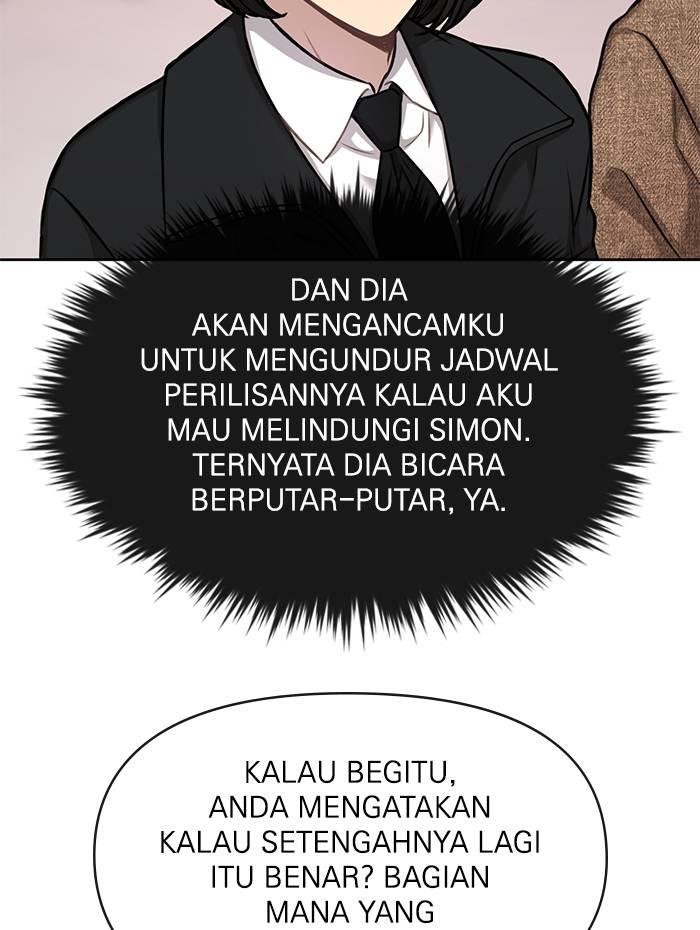 DAN DIA
AKAN MENGANCAMKU
UNTUK MENGUNDUR JADWAL
PERILISANNYA KALAU AKU
MAU MELINDUNGI SIMON.
TERNYATA DIA BICARA
BERPUTAR-PUTAR, YA.
KALAU BEGITU,
ANDA MENGATAKAN
KALAU SETENGAHNYA LAGI
ITU BENAR? BAGIAN
MANA YANG